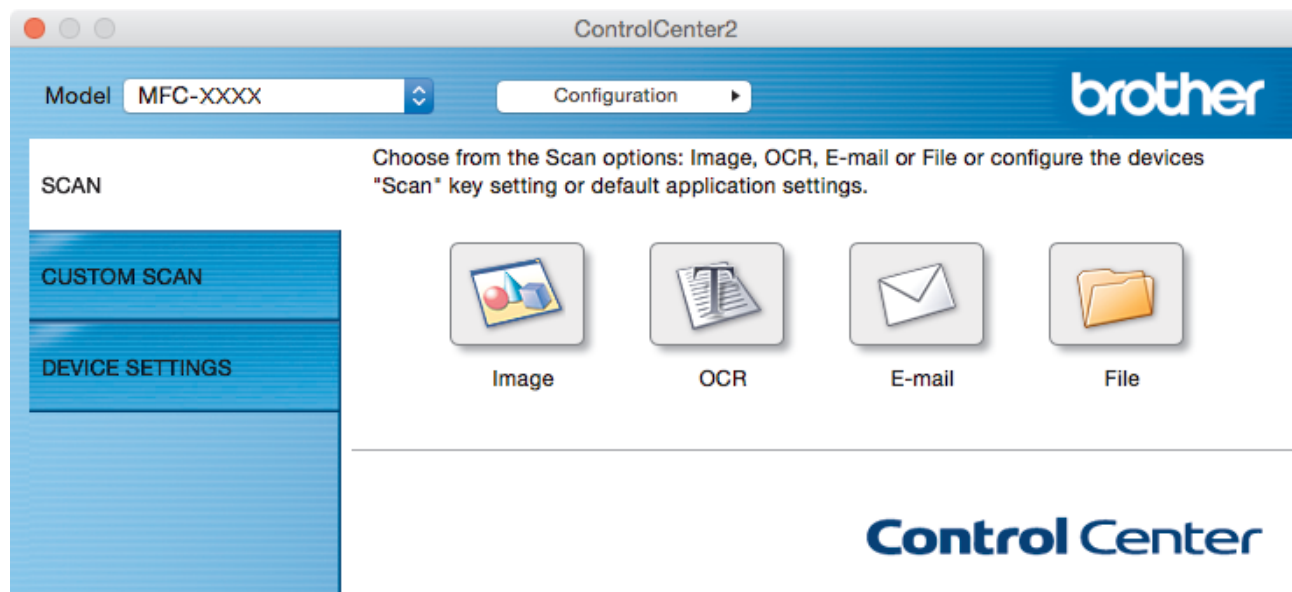 ControlCenter2
Model MFC-XXXX Configuration brother
SCAN
CUSTOM SCAN
DEVICE SETTINGS
Choose from the Scan options: Image, OCR, E-mail or File or configure the devices
"Scan" key setting or default application settings.
Image OCR E-mail File
Control Center